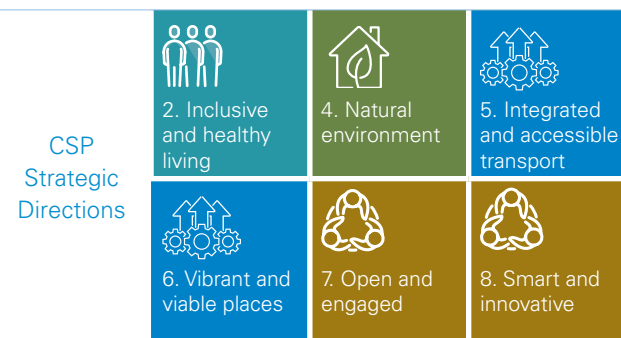 CSP
Strategic
Directions
2. Inclusive
and healthy
living
4. Natural
environment
5. Integrated
and accessible
transport
6. Vibrant and
viable places
7. Open and
engaged
8. Smart and
innovative